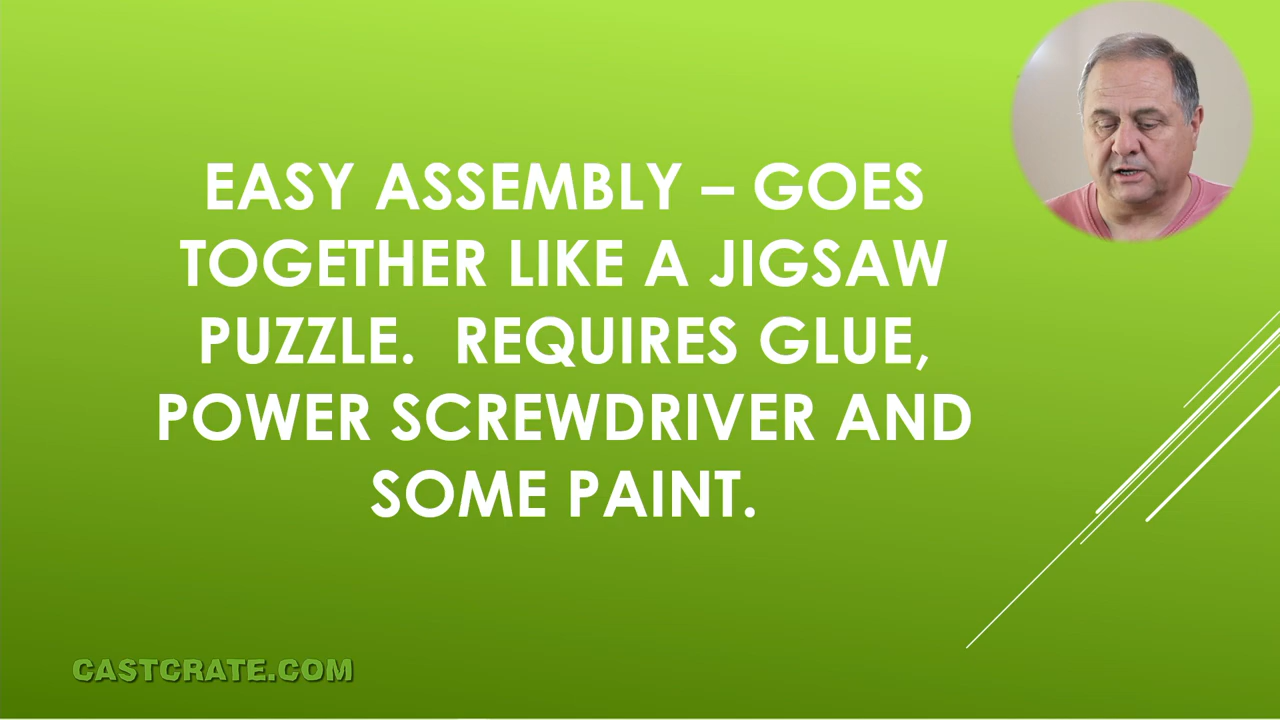 EASY ASSEMBLY – GOES
TOGETHER LIKE A JIGSAW
PUZZLE.  REQUIRES GLUE,
POWER SCREWDRIVER AND
SOME PAINT.
CASTCRATE.COM